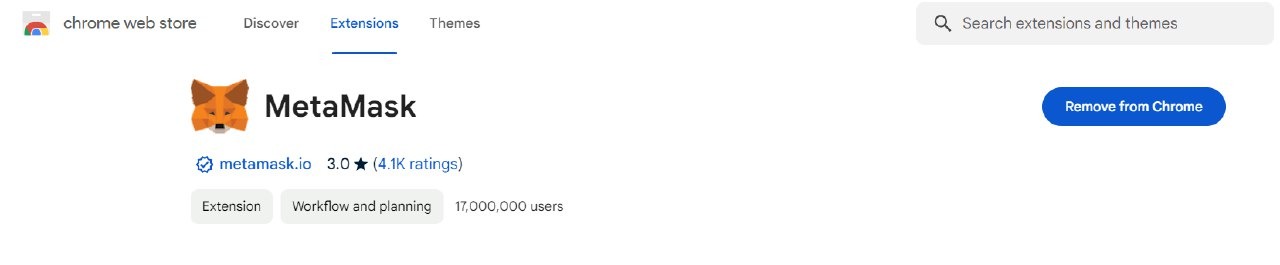 chrome web store Discover Extensions Themes Search extensions and themes
MetaMask Remove from Chrome
metamask.io 3.0 ★ (4.1K ratings)
Extension Workflow and planning 17,000,000 users